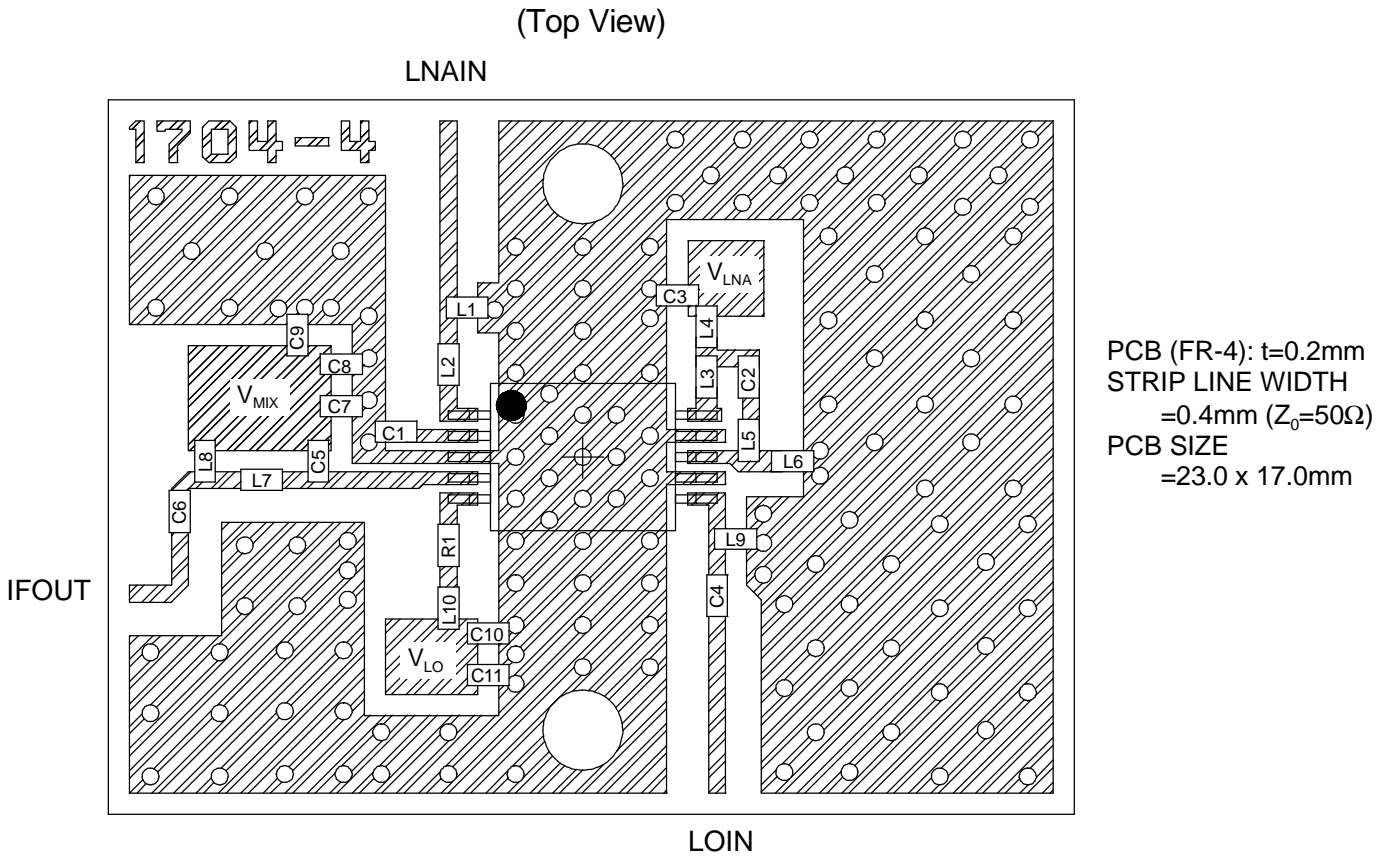 (Top View)
LNAIN
1704-4
V_LNA
C3
L1
L4
C9
L2
C8
L3
C2
V_MIX
C7
C1
L5
L8
C5
L6
L7
C6
R1
L9
IFOUT
L10
C4
C10
V_LO
C11
LOIN
PCB (FR-4): t=0.2mm
STRIP LINE WIDTH
=0.4mm (Z₀=50Ω)
PCB SIZE
=23.0 x 17.0mm